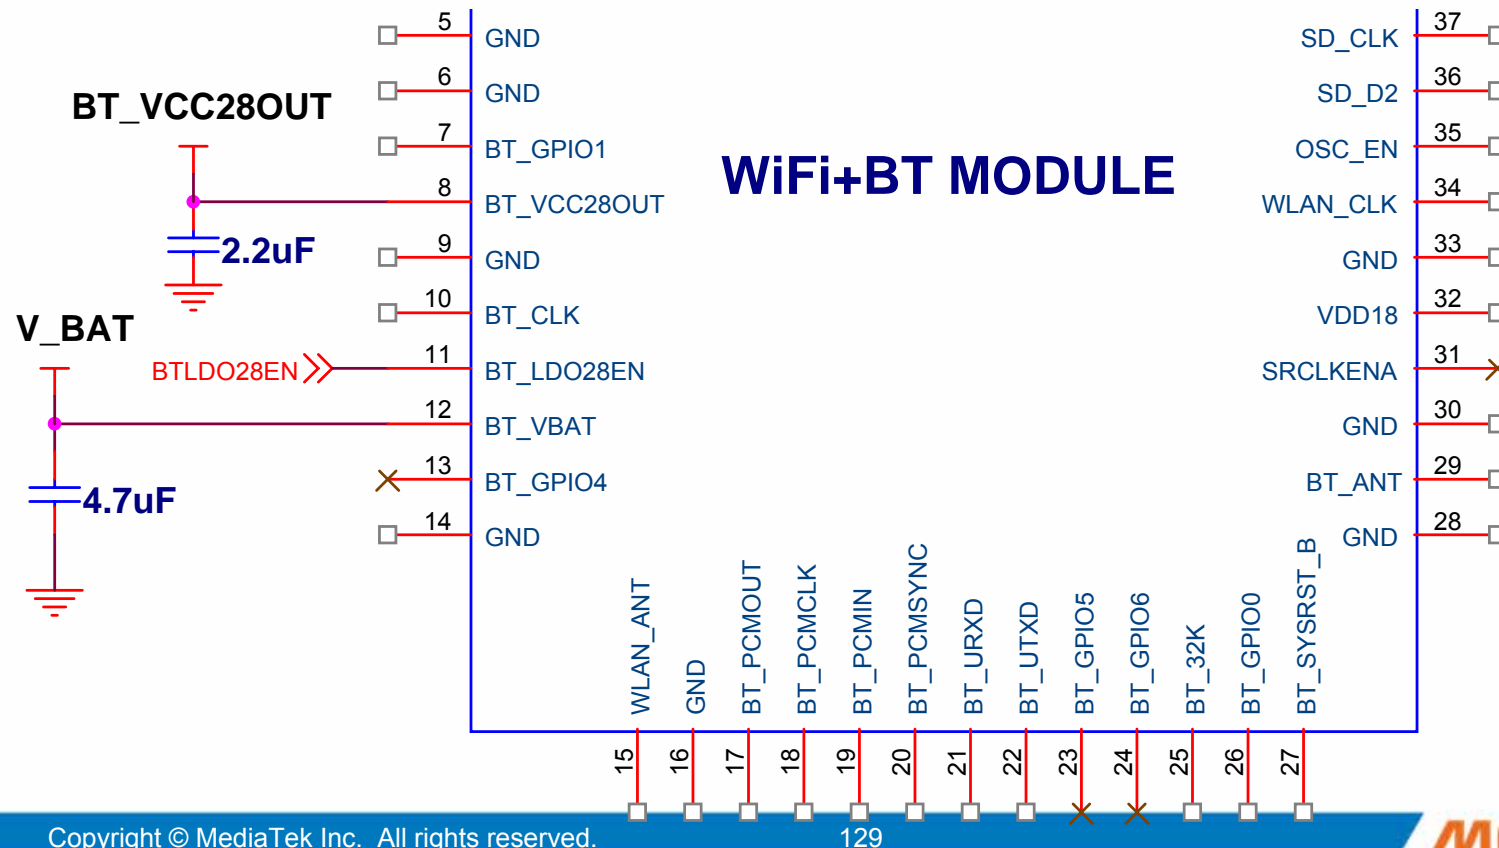 5 GND
6 GND
BT_VCC28OUT
7 BT_GPIO1
8 BT_VCC28OUT
2.2uF
9 GND
10 BT_CLK
V_BAT
BTLDO28EN 11 BT_LDO28EN
12 BT_VBAT
13 BT_GPIO4
4.7uF
14 GND
WiFi+BT MODULE
SD_CLK 37
SD_D2 36
OSC_EN 35
WLAN_CLK 34
GND 33
VDD18 32
SRCLKENA 31
GND 30
BT_ANT 29
GND 28
WLAN_ANT 15
GND 16
BT_PCMOUT 17
BT_PCMCLK 18
BT_PCMIN 19
BT_PCMSYNC 20
BT_URXD 21
BT_UTXD 22
BT_GPIO5 23
BT_GPIO6 24
BT_32K 25
BT_GPIO0 26
BT_SYSRST_B 27
Copyright © MediaTek Inc. All rights reserved. 129